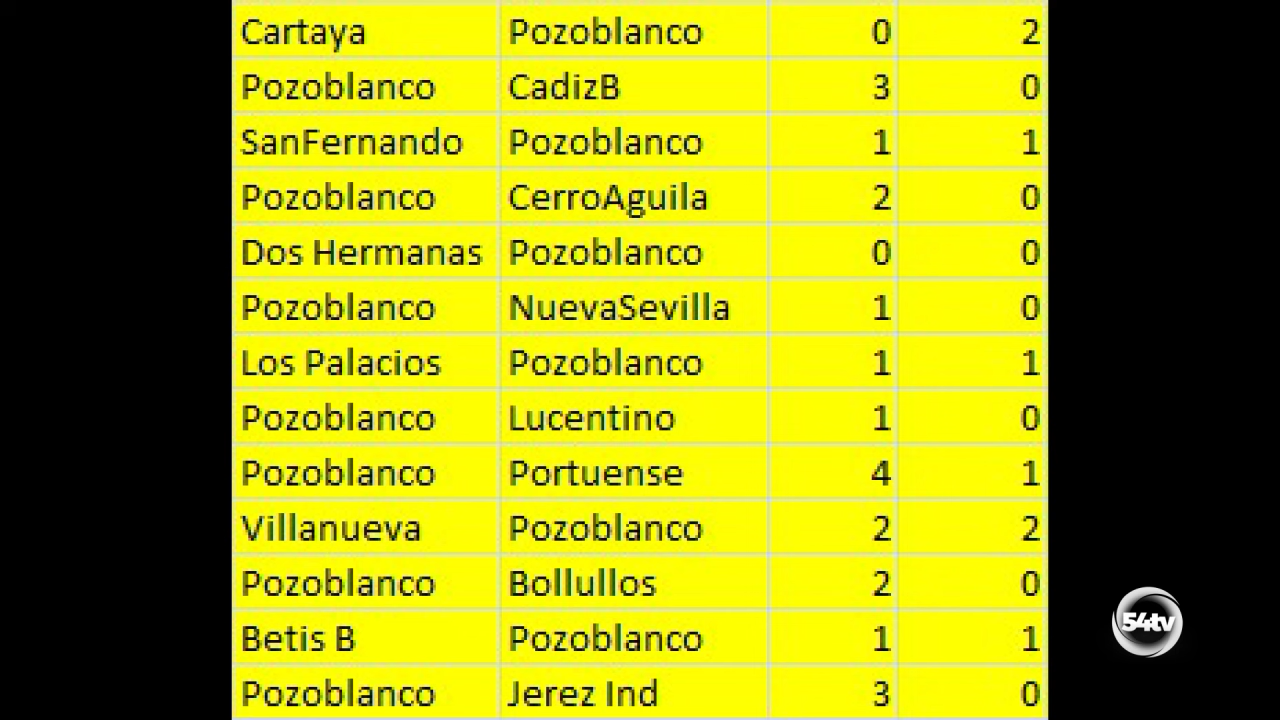 Cartaya Pozoblanco 0 2
Pozoblanco CadizB 3 0
SanFernando Pozoblanco 1 1
Pozoblanco CerroAguila 2 0
Dos Hermanas Pozoblanco 0 0
Pozoblanco NuevaSevilla 1 0
Los Palacios Pozoblanco 1 1
Pozoblanco Lucentino 1 0
Pozoblanco Portuense 4 1
Villanueva Pozoblanco 2 2
Pozoblanco Bollullos 2 0
Betis B Pozoblanco 1 1
Pozoblanco Jerez Ind 3 0
54tv